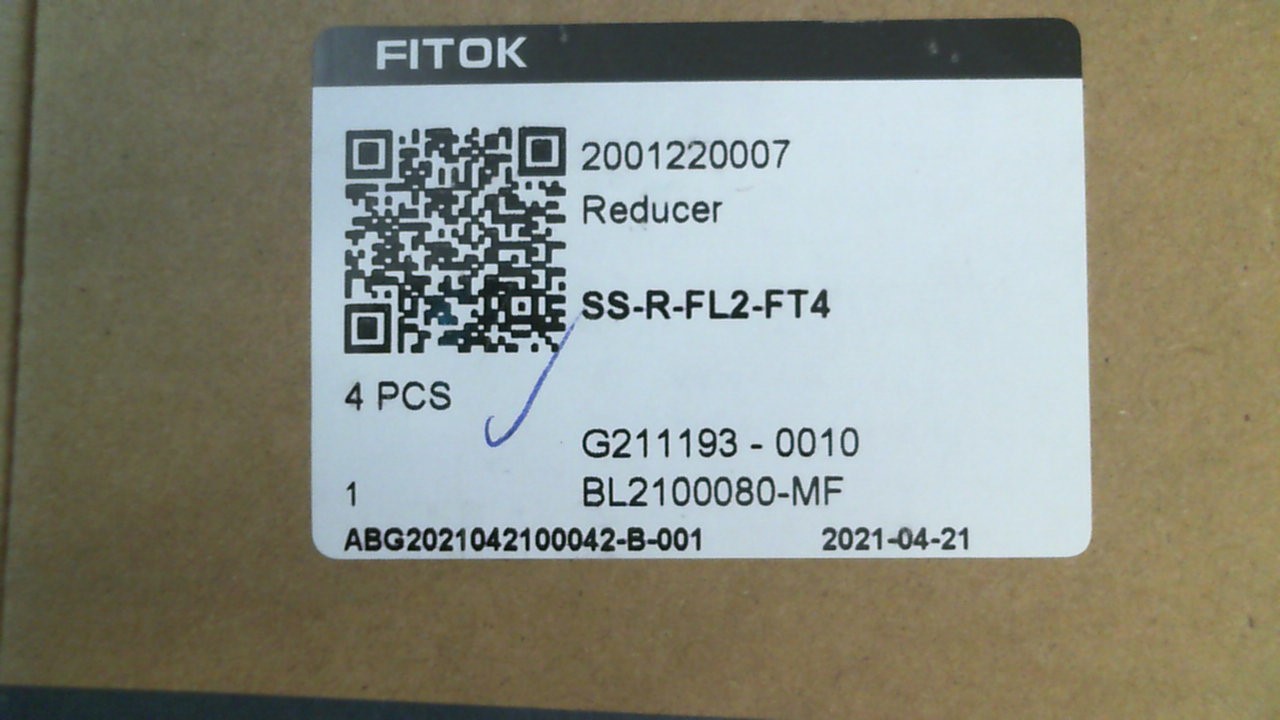 FITOK
2001220007
Reducer
SS-R-FL2-FT4
4 PCS
G211193 - 0010
1
BL2100080-MF
ABG2021042100042-B-001 2021-04-21